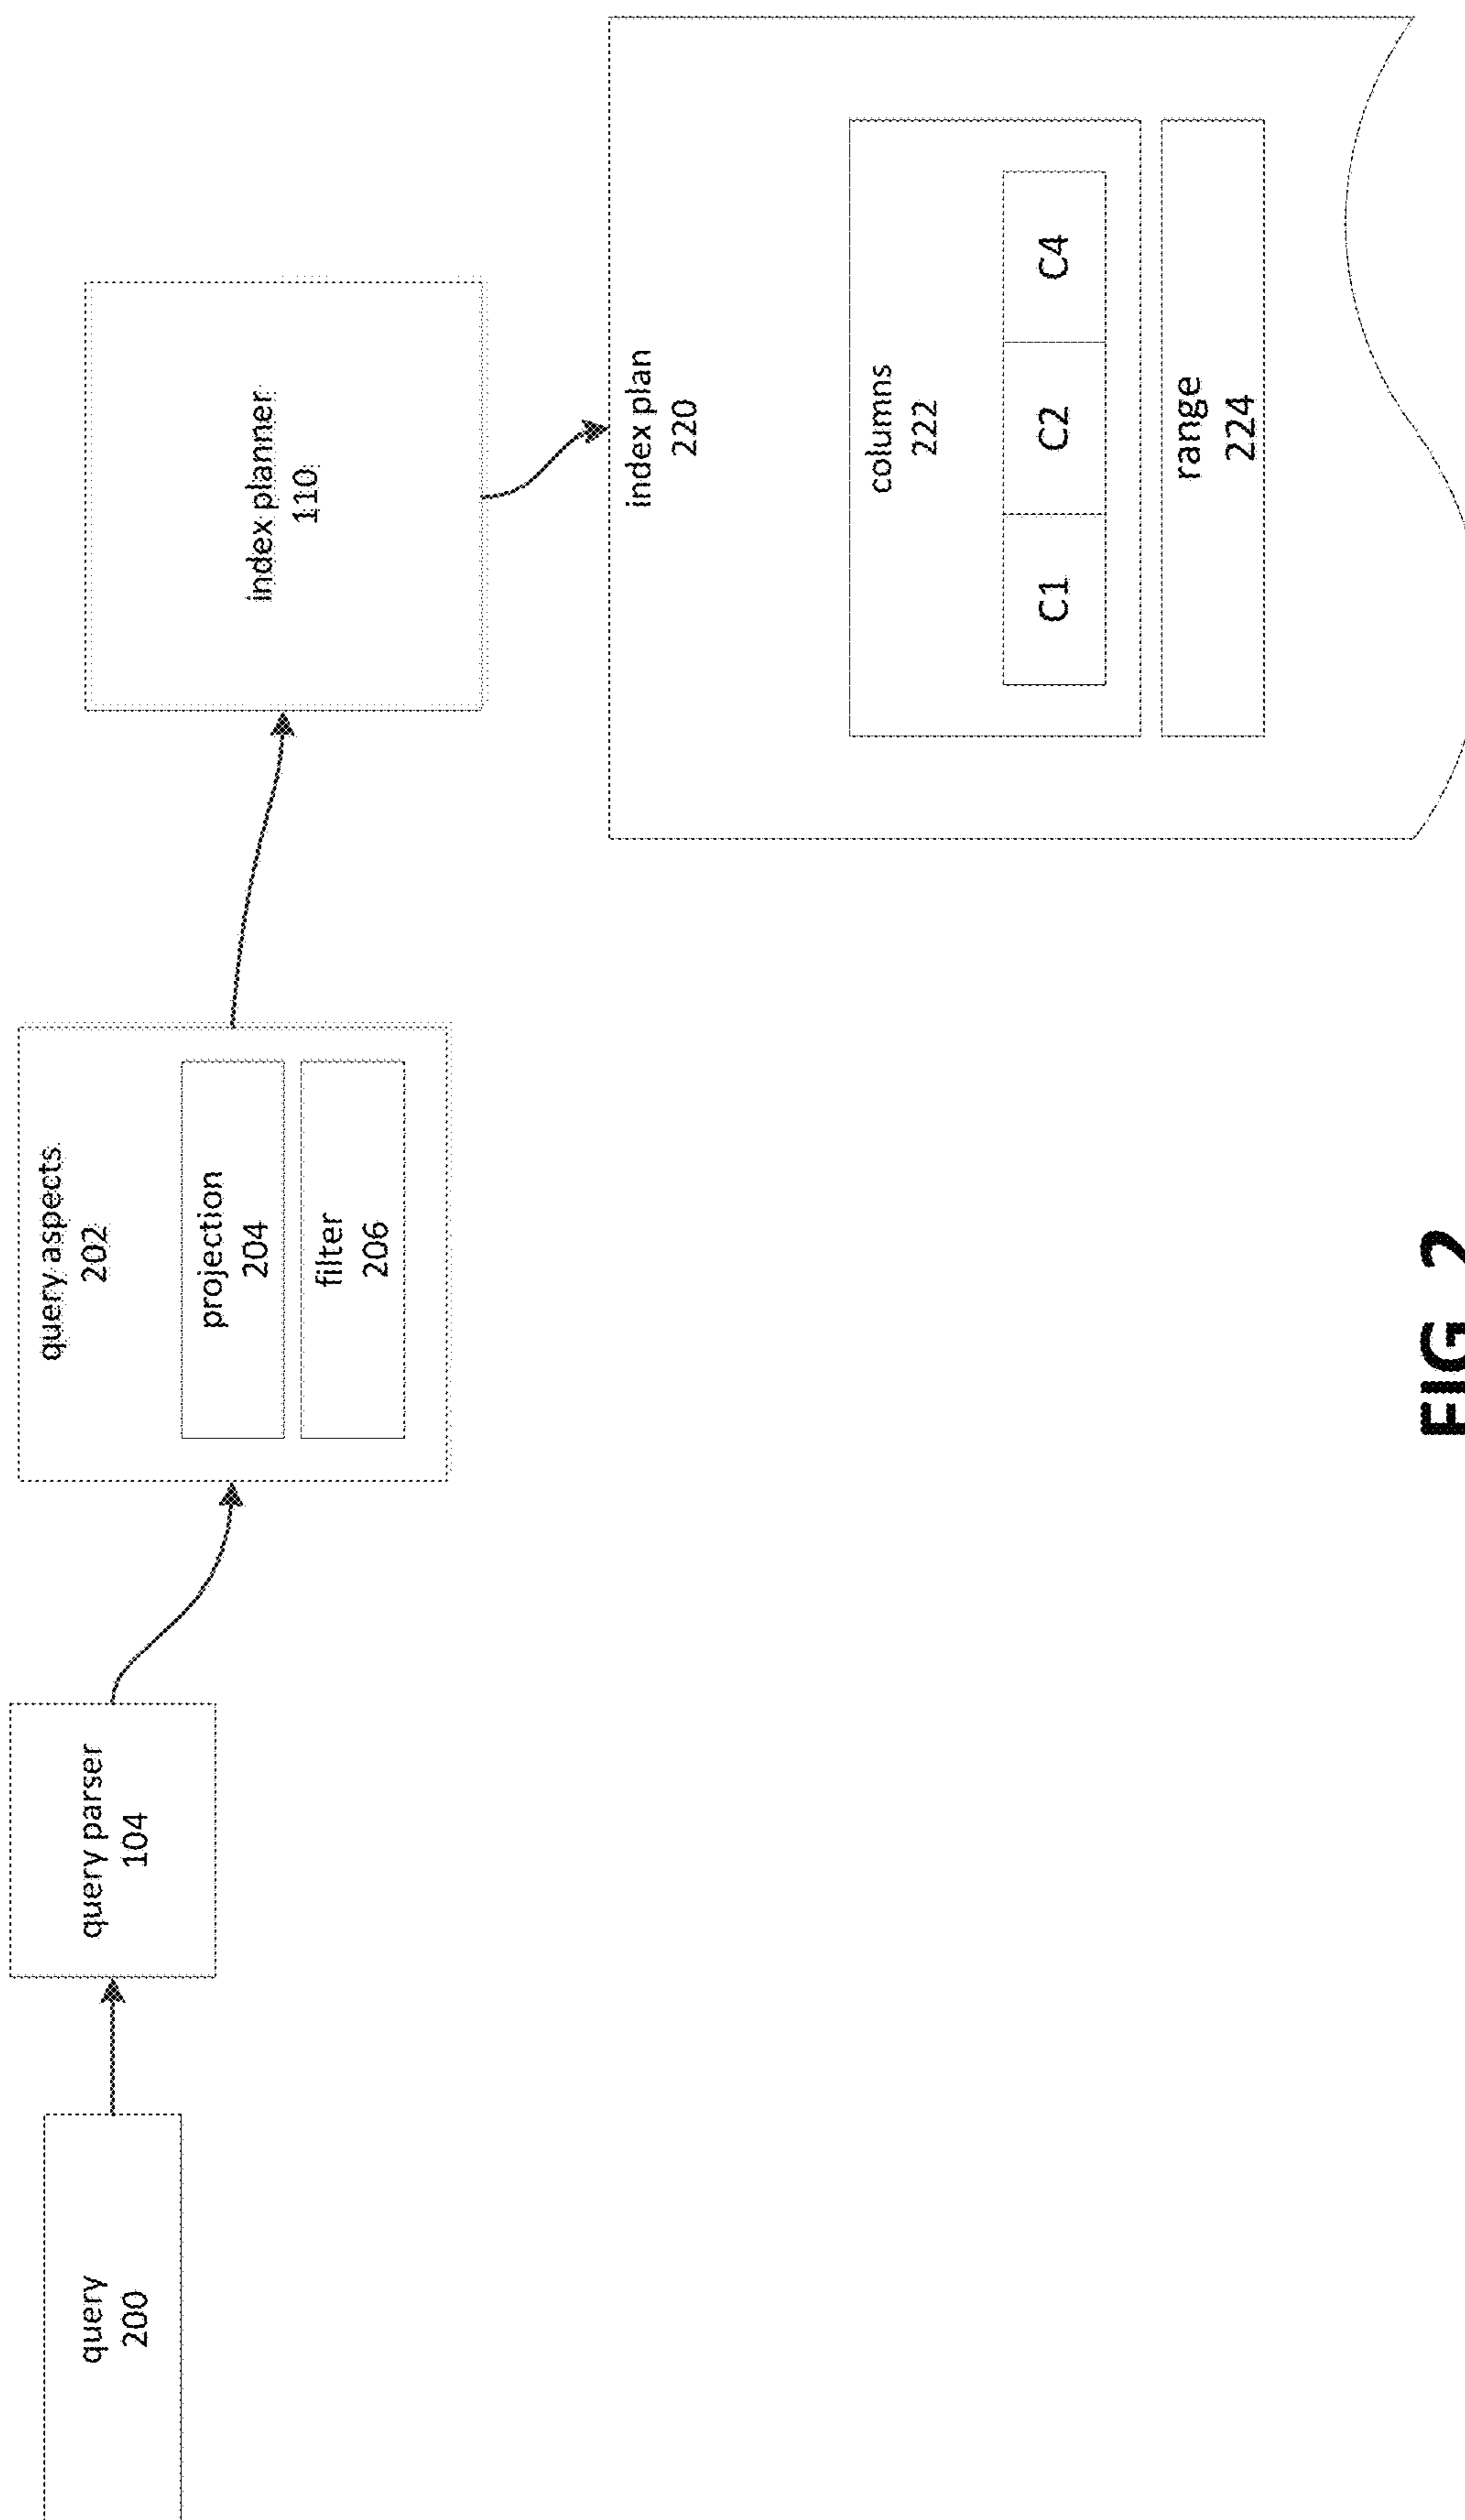 query
200
query parser
104
query aspects
202
projection
204
filter
206
index planner
110
index plan
220
columns
222
C1 C2 C4
range
224
FIG. 2